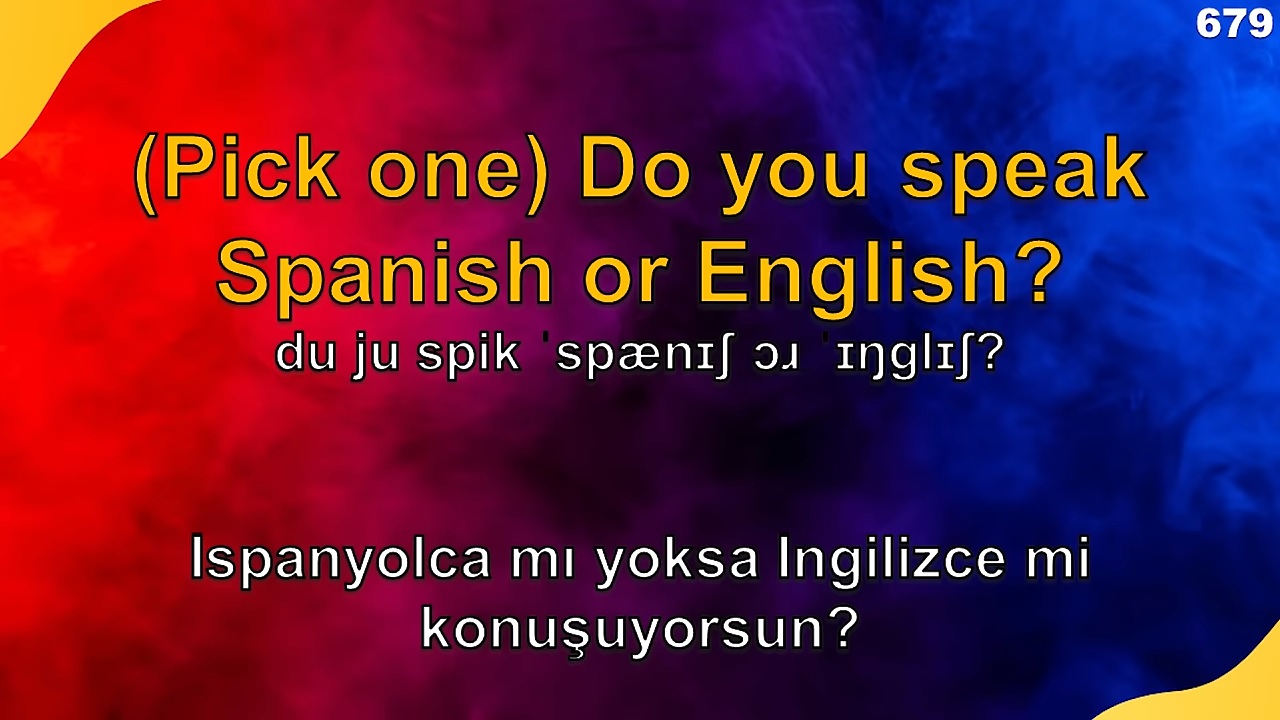 679
(Pick one) Do you speak
Spanish or English?
du ju spik ˈspænɪʃ ɔɹ ˈɪŋglɪʃ?
Ispanyolca mı yoksa Ingilizce mi
konuşuyorsun?